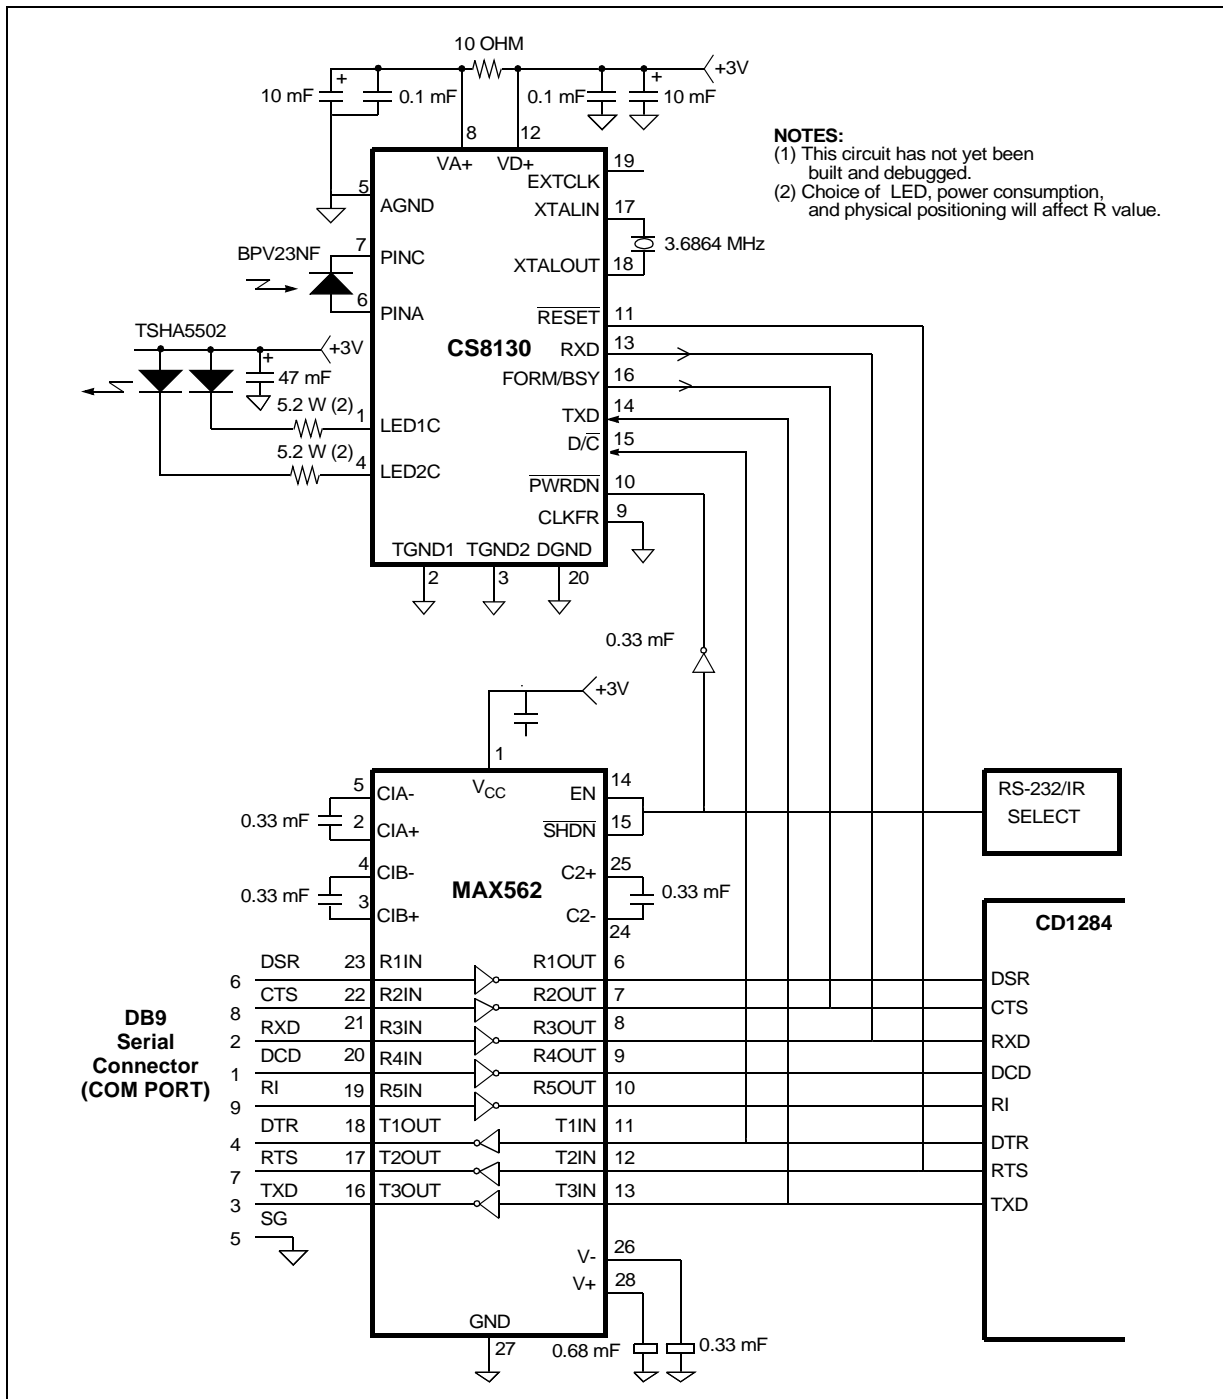 10 OHM
+3V
+
10 mF
0.1 mF
0.1 mF
+
10 mF
8
12
VA+
VD+
NOTES:
(1) This circuit has not yet been
built and debugged.
(2) Choice of LED, power consumption,
and physical positioning will affect R value.
5
AGND
EXTCLK
19
XTALIN
17
3.6864 MHz
XTALOUT
18
BPV23NF
7
PINC
6
PINA
RESET
11
TSHA5502
+3V
+
47 mF
CS8130
RXD
13
FORM/BSY
16
5.2 W (2)
1
LED1C
TXD
14
D/C
15
5.2 W (2)
4
LED2C
PWRDN
10
CLKFR
9
TGND1
TGND2
DGND
2
3
20
0.33 mF
+3V
1
VCC
5
CIA-
EN
14
0.33 mF
2
CIA+
SHDN
15
RS-232/IR
SELECT
4
CIB-
C2+
25
0.33 mF
3
CIB+
MAX562
C2-
24
0.33 mF
CD1284
DB9
Serial
Connector
(COM PORT)
6
DSR
23
R1IN
R1OUT
6
DSR
8
CTS
22
R2IN
R2OUT
7
CTS
2
RXD
21
R3IN
R3OUT
8
RXD
1
DCD
20
R4IN
R4OUT
9
DCD
9
RI
19
R5IN
R5OUT
10
RI
4
DTR
18
T1OUT
T1IN
11
DTR
7
RTS
17
T2OUT
T2IN
12
RTS
3
TXD
16
T3OUT
T3IN
13
TXD
5
SG
V-
26
V+
28
GND
27
0.68 mF
0.33 mF